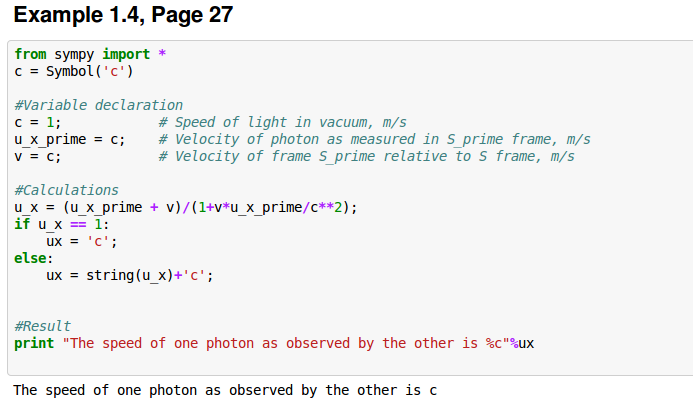 Example 1.4, Page 27
from sympy import *
c = Symbol('c')
#Variable declaration
c = 1;              # Speed of light in vacuum, m/s
u_x_prime = c;    # Velocity of photon as measured in S_prime frame, m/s
v = c;            # Velocity of frame S_prime relative to S frame, m/s
#Calculations
u_x = (u_x_prime + v)/(1+v*u_x_prime/c**2);
if u_x == 1:
    ux = 'c';
else:
    ux = string(u_x)+'c';
#Result
print "The speed of one photon as observed by the other is %c"%ux
The speed of one photon as observed by the other is c